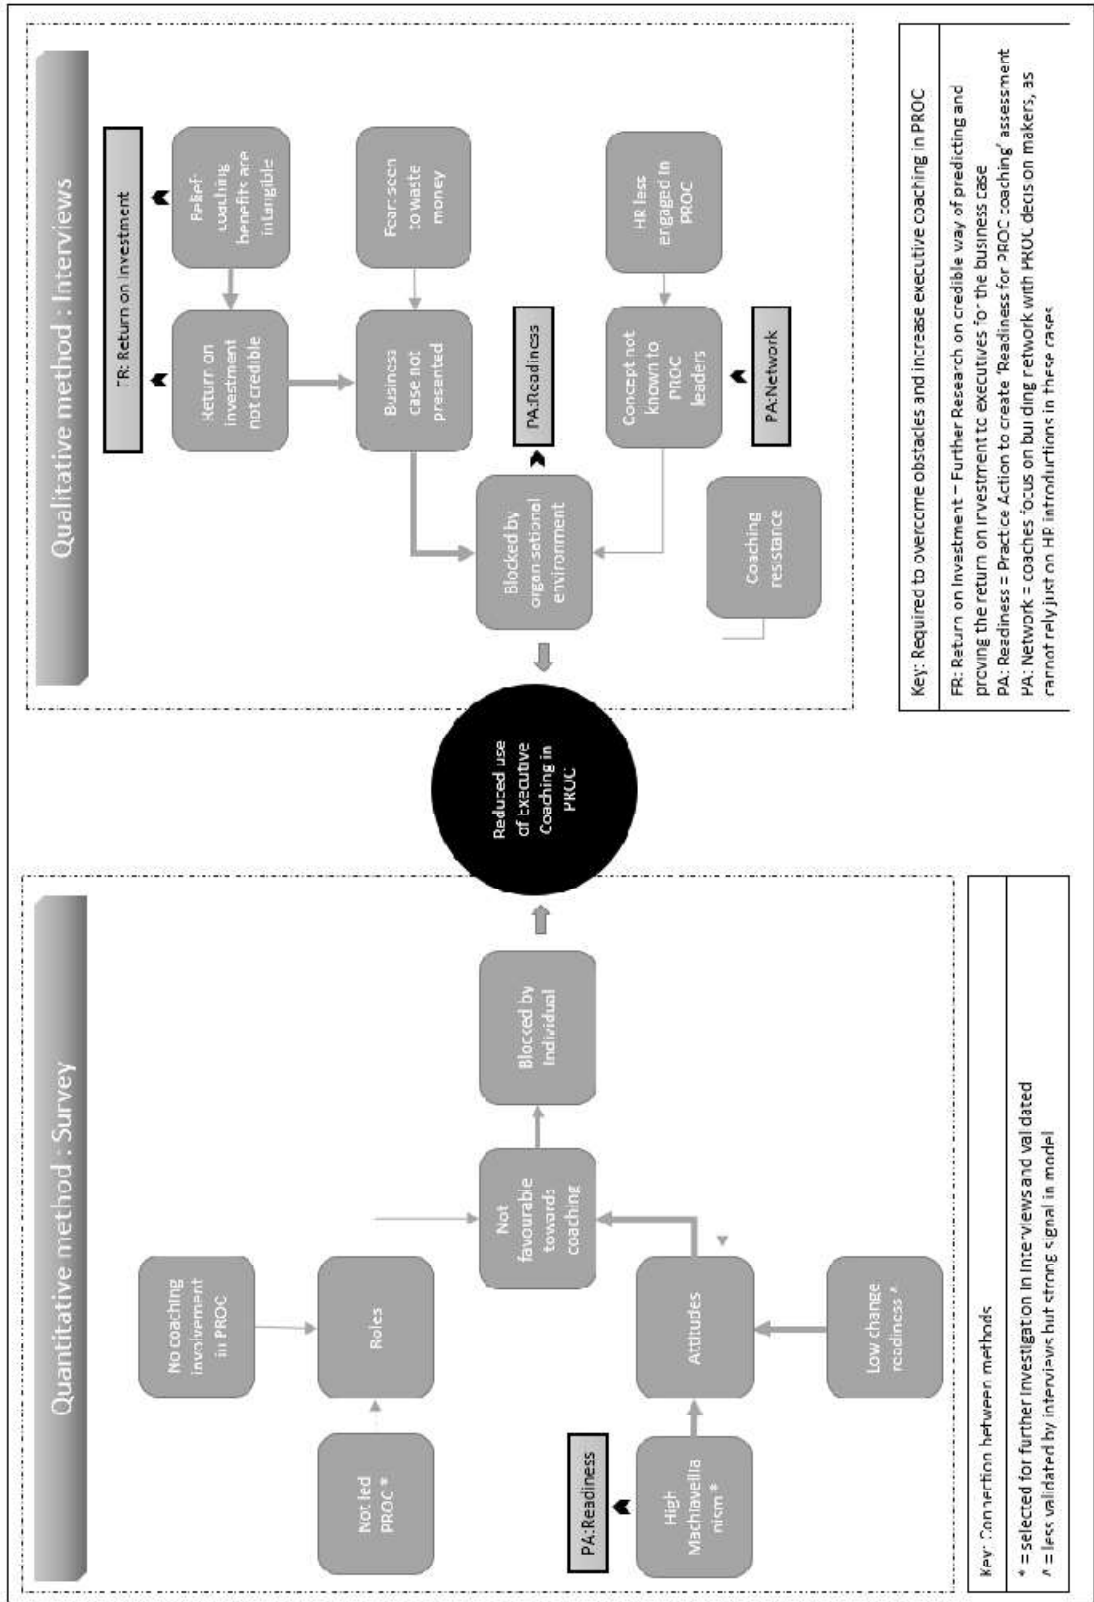 Quantitative method : Survey
No coaching
involvement
in PROC
Not led
PROC *
Roles
PA:Readiness
High
Machiavellia
nism *
Attitudes
Low change
readiness ^
Not
favourable
towards
coaching
Blocked by
Individual
Key: Connection between methods
* = selected for further Investigation in Interviews and validated
^ = less validated by interviews but strong signal in model
Reduced use
of Executive
Coaching in
PROC
Qualitative method : Interviews
FR: Return on Investment
Return on
investment
not credible
Belief:
coaching
benefits are
intangible
Business
case not
presented
Fear: seen
to waste
money
PA:Readiness
Blocked by
organisational
environment
Concept not
known to
PROC
leaders
HR less
engaged in
PROC
PA:Network
Coaching
resistance
Key: Required to overcome obstacles and increase executive coaching in PROC
FR: Return on Investment – Further Research on credible way of predicting and
proving the return on investment to executives for the business case
PA: Readiness = Practice Action to create 'Readiness for PROC coaching' assessment
PA: Network = coaches focus on building network with PROC decision makers, as
cannot rely just on HR introductions in these cases